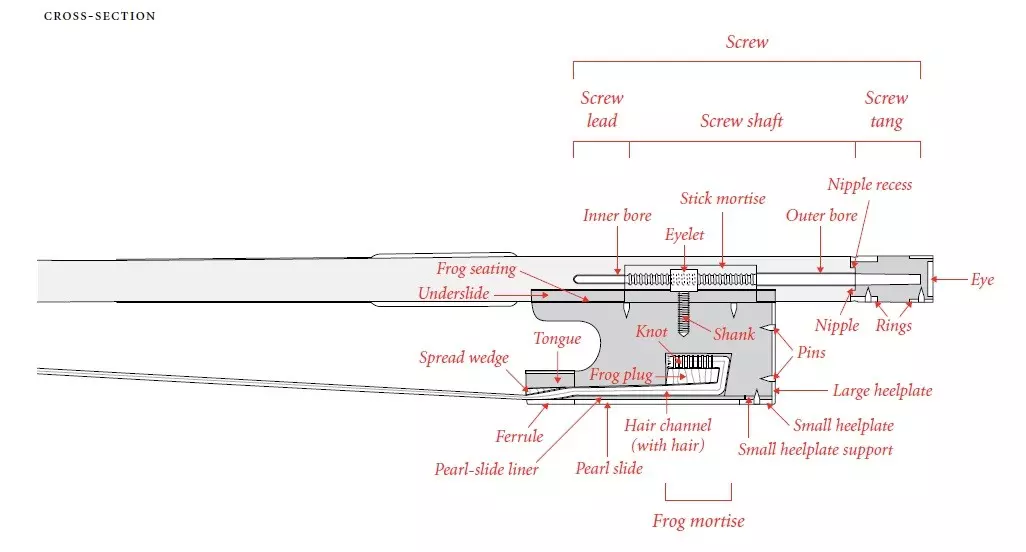 CROSS-SECTION
Screw
Screw
lead
Screw shaft
Screw
tang
Nipple recess
Stick mortise
Inner bore
Outer bore
Eyelet
Frog seating
Eye
Underslide
Nipple
Rings
Knot
Shank
Tongue
Pins
Spread wedge
Frog plug
Large heelplate
Hair channel
(with hair)
Small heelplate
Ferrule
Small heelplate support
Pearl-slide liner
Pearl slide
Frog mortise